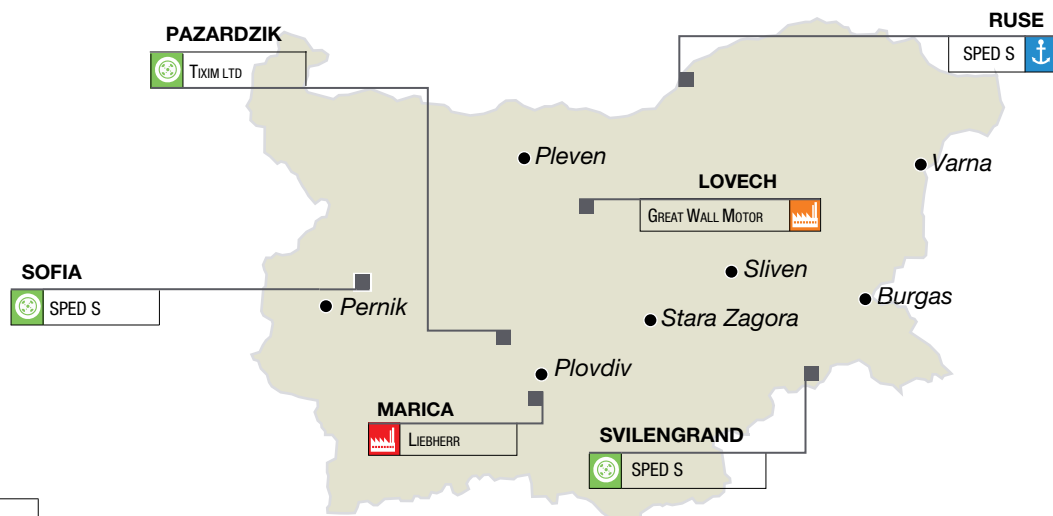 RUSE
SPED S
PAZARDZIK
TIXIM LTD
Pleven
Varna
LOVECH
GREAT WALL MOTOR
SOFIA
SPED S
Pernik
Sliven
Burgas
Stara Zagora
Plovdiv
MARICA
LIEBHERR
SVILENGRAND
SPED S